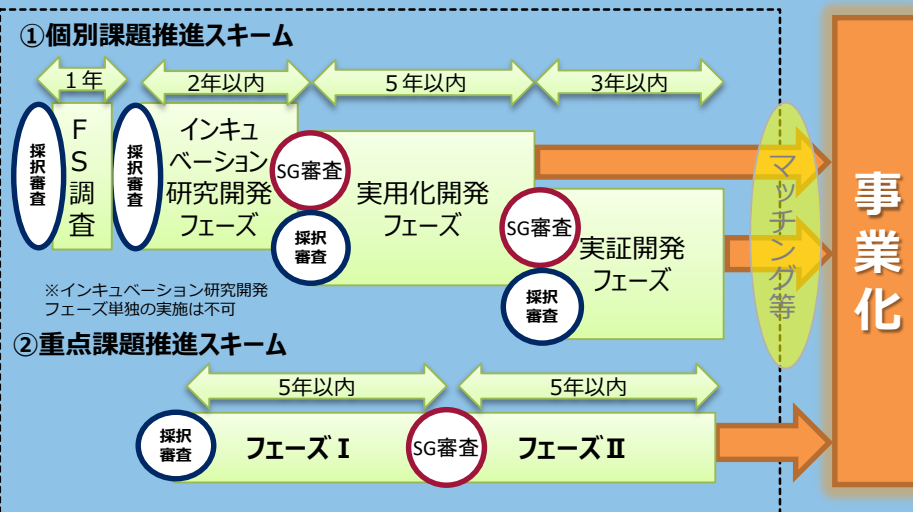 ①個別課題推進スキーム
1年
2年以内
5年以内
3年以内
採択審査
FS調査
採択審査
インキュ
ベーション
研究開発
フェーズ
SG審査
採択
審査
実用化開発
フェーズ
SG審査
採択
審査
実証開発
フェーズ
マッチング等
事業化
※インキュベーション研究開発
フェーズ単独の実施は不可
②重点課題推進スキーム
5年以内
5年以内
採択
審査
フェーズⅠ
SG審査
フェーズⅡ